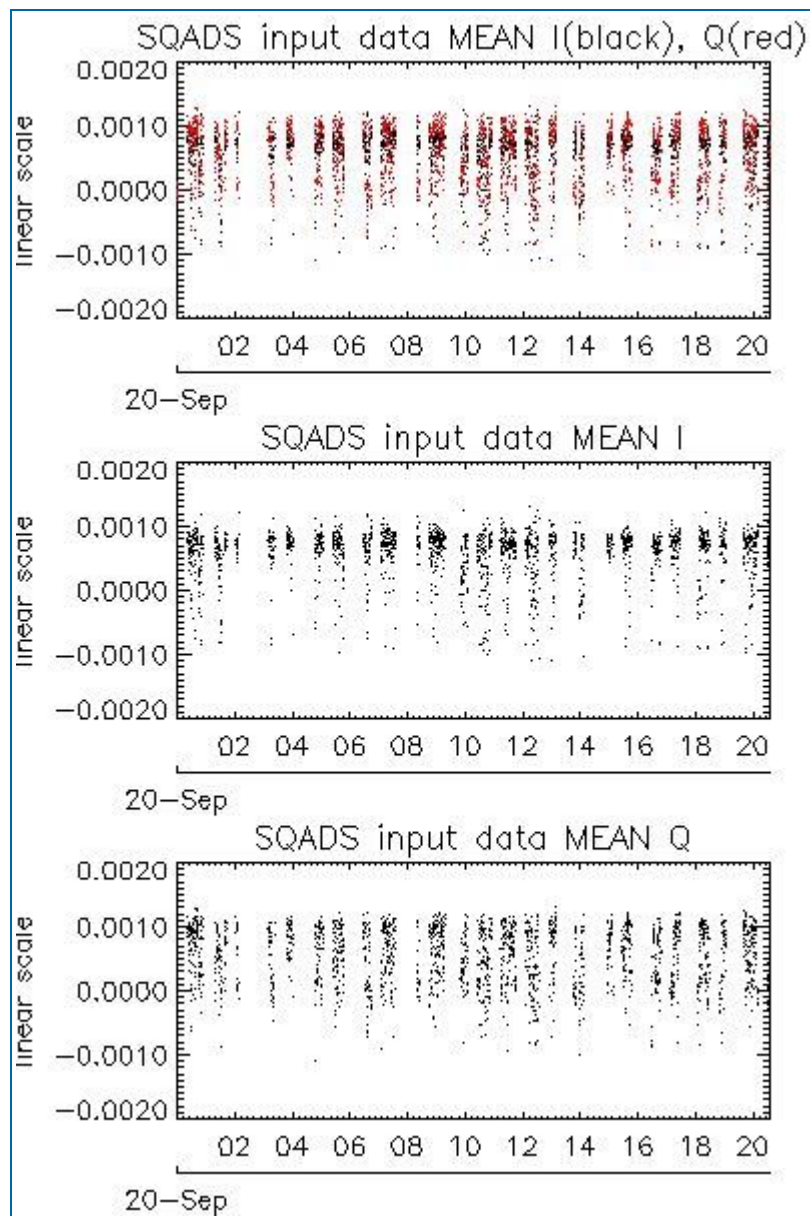 SQADS input data MEAN I(black), Q(red)
linear scale
0.0020
0.0010
0.0000
−0.0010
−0.0020
02 04 06 08 10 12 14 16 18 20
20−Sep
SQADS input data MEAN I
linear scale
0.0020
0.0010
0.0000
−0.0010
−0.0020
02 04 06 08 10 12 14 16 18 20
20−Sep
SQADS input data MEAN Q
linear scale
0.0020
0.0010
0.0000
−0.0010
−0.0020
02 04 06 08 10 12 14 16 18 20
20−Sep